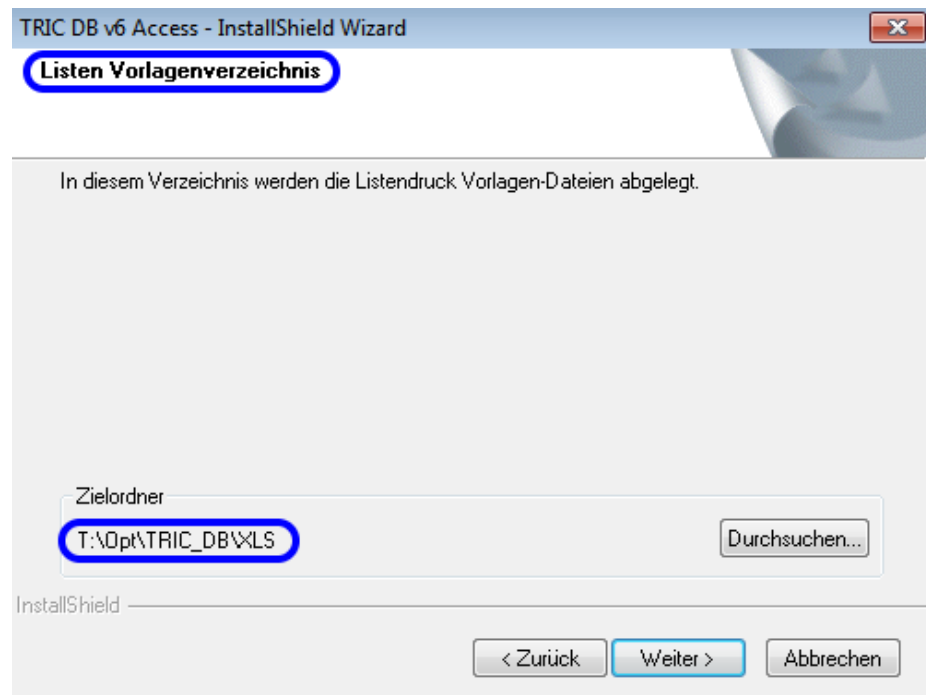 TRIC DB v6 Access - InstallShield Wizard
Listen Vorlagenverzeichnis
In diesem Verzeichnis werden die Listendruck Vorlagen-Dateien abgelegt.
Zielordner
T:\Opt\TRIC_DB\XLS
Durchsuchen...
InstallShield
< Zurück
Weiter >
Abbrechen